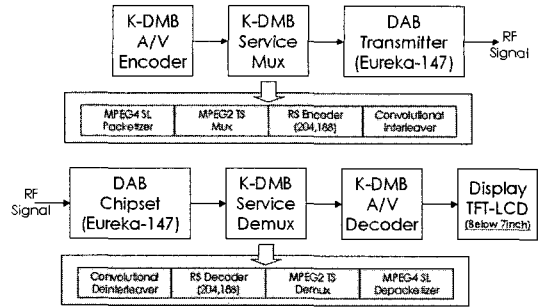 K-DMB
A/V
Encoder
K-DMB
Service
Mux
DAB
Transmitter
(Eureka-147)
RF
Signal
MPEG4 SL
Packetizer
MPEG2 TS
Mux
RS Encoder
(204,188)
Convolutional
Interleaver
RF
Signal
DAB
Chipset
(Eureka-147)
K-DMB
Service
Demux
K-DMB
A/V
Decoder
Display
TFT-LCD
(Below 7inch)
Convolutional
Deinterleaver
RS Decoder
(204,188)
MPEG2 TS
Demux
MPEG4 SL
Depacketizer